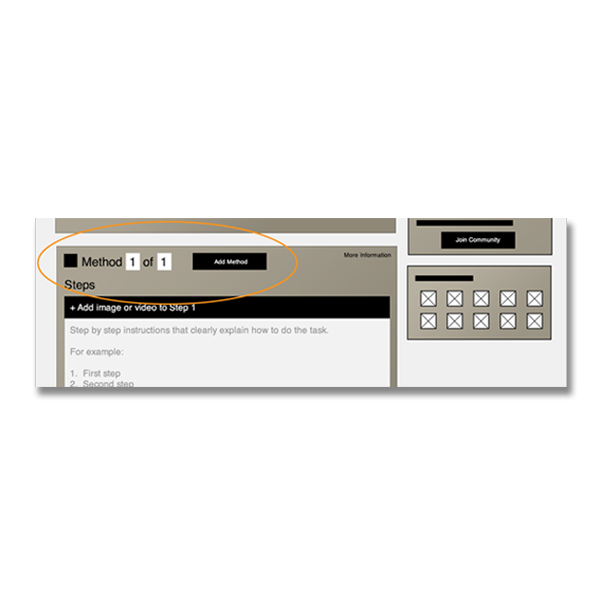 Method 1 of 1
Add Method
More Information
Steps
+ Add image or video to Step 1
Step by step instructions that clearly explain how to do the task.
For example:
1. First step
2. Second step
Join Community